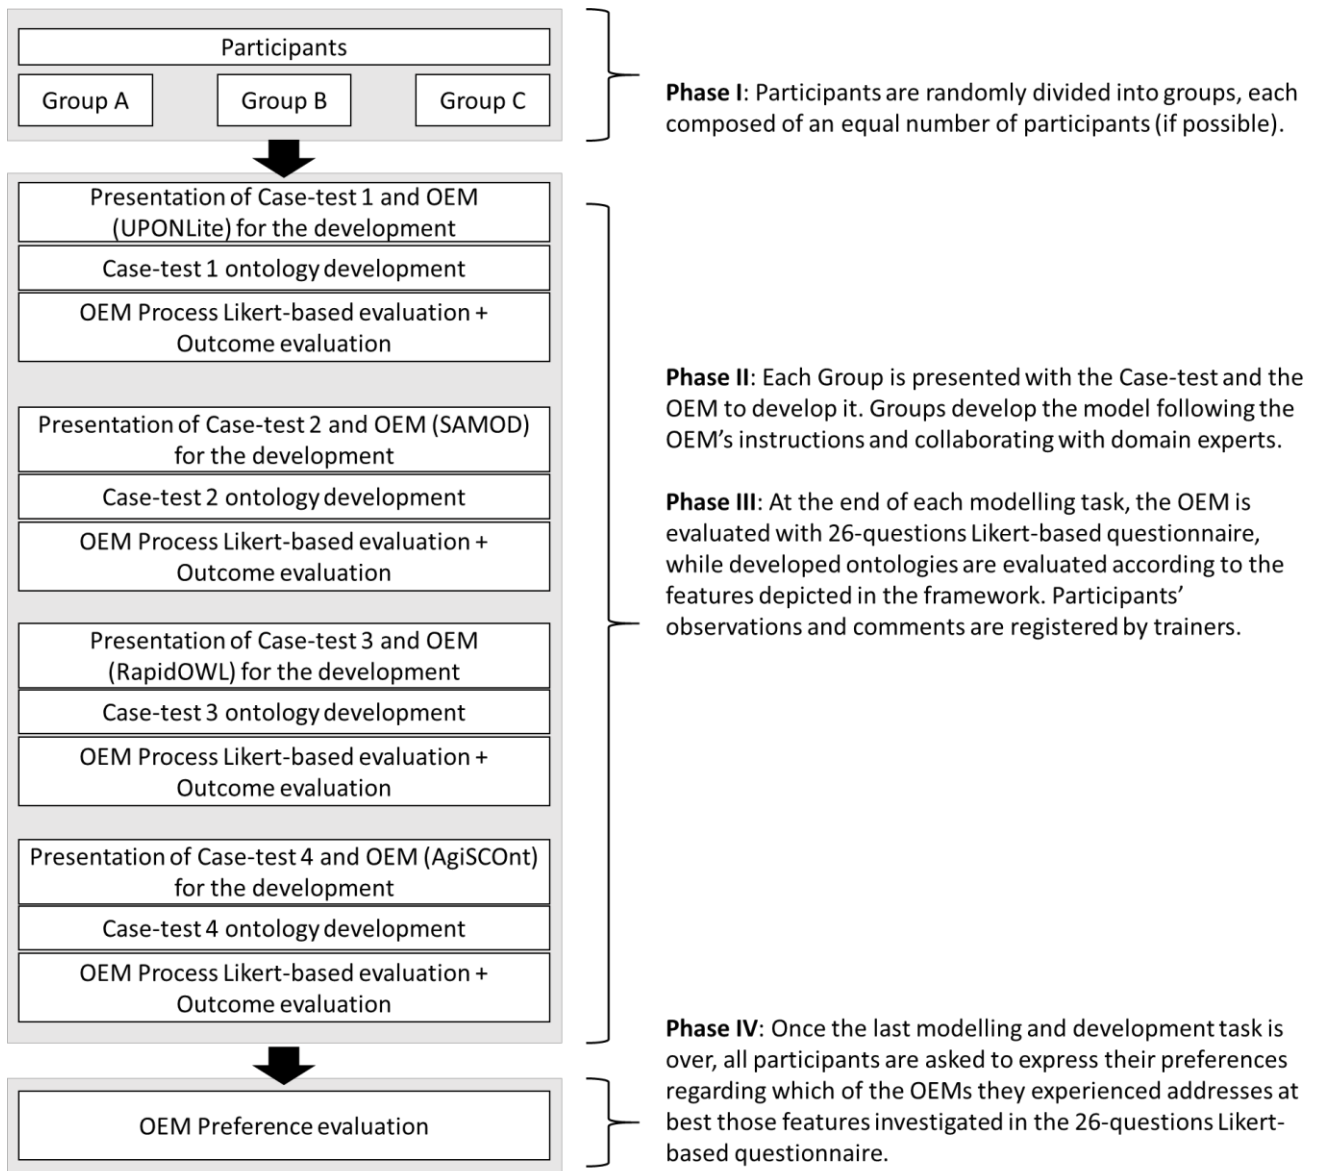 Participants
Group A
Group B
Group C
Phase I: Participants are randomly divided into groups, each
composed of an equal number of participants (if possible).
Presentation of Case-test 1 and OEM
(UPONLite) for the development
Case-test 1 ontology development
OEM Process Likert-based evaluation +
Outcome evaluation
Presentation of Case-test 2 and OEM (SAMOD)
for the development
Case-test 2 ontology development
OEM Process Likert-based evaluation +
Outcome evaluation
Presentation of Case-test 3 and OEM
(RapidOWL) for the development
Case-test 3 ontology development
OEM Process Likert-based evaluation +
Outcome evaluation
Presentation of Case-test 4 and OEM (AgiSCOnt)
for the development
Case-test 4 ontology development
OEM Process Likert-based evaluation +
Outcome evaluation
Phase II: Each Group is presented with the Case-test and the
OEM to develop it. Groups develop the model following the
OEM's instructions and collaborating with domain experts.
Phase III: At the end of each modelling task, the OEM is
evaluated with 26-questions Likert-based questionnaire,
while developed ontologies are evaluated according to the
features depicted in the framework. Participants'
observations and comments are registered by trainers.
OEM Preference evaluation
Phase IV: Once the last modelling and development task is
over, all participants are asked to express their preferences
regarding which of the OEMs they experienced addresses at
best those features investigated in the 26-questions Likert-
based questionnaire.